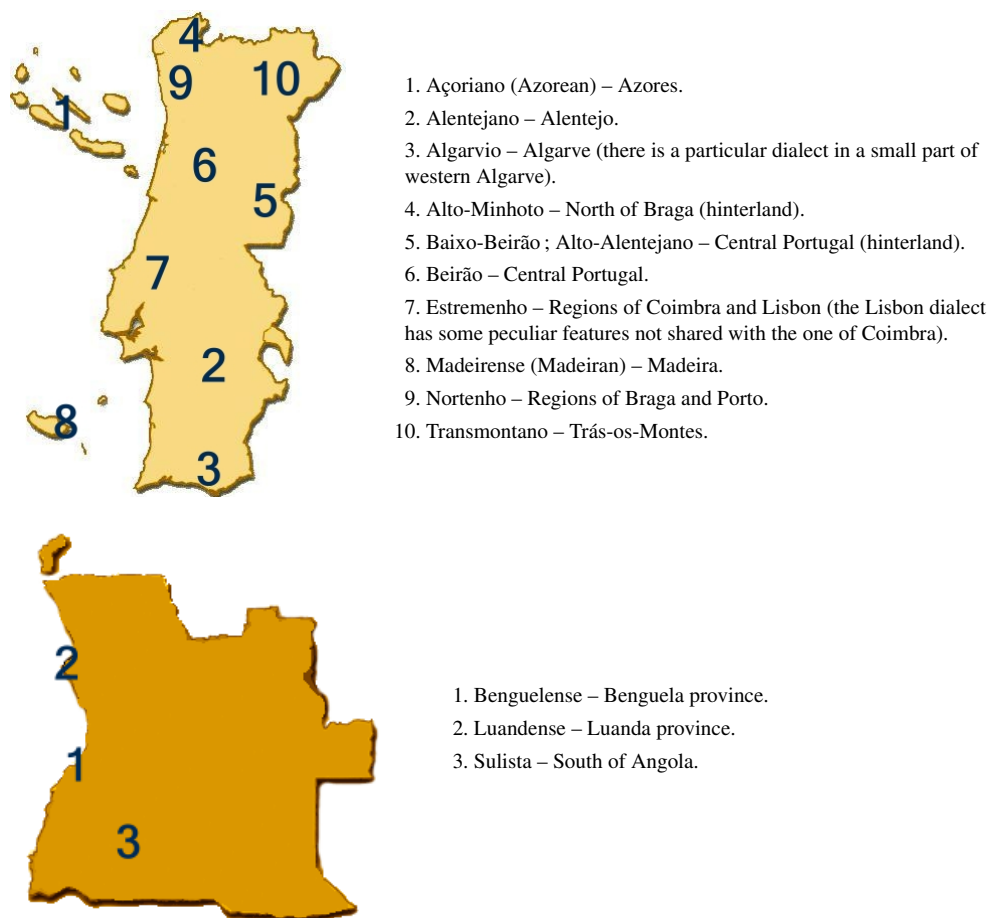 4
9
10
1
6
5
7
2
8
3
1. Açoriano (Azorean) – Azores.
2. Alentejano – Alentejo.
3. Algarvio – Algarve (there is a particular dialect in a small part of
western Algarve).
4. Alto-Minhoto – North of Braga (hinterland).
5. Baixo-Beirão ; Alto-Alentejano – Central Portugal (hinterland).
6. Beirão – Central Portugal.
7. Estremenho – Regions of Coimbra and Lisbon (the Lisbon dialect
has some peculiar features not shared with the one of Coimbra).
8. Madeirense (Madeiran) – Madeira.
9. Nortenho – Regions of Braga and Porto.
10. Transmontano – Trás-os-Montes.
2
1
3
1. Benguelense – Benguela province.
2. Luandense – Luanda province.
3. Sulista – South of Angola.